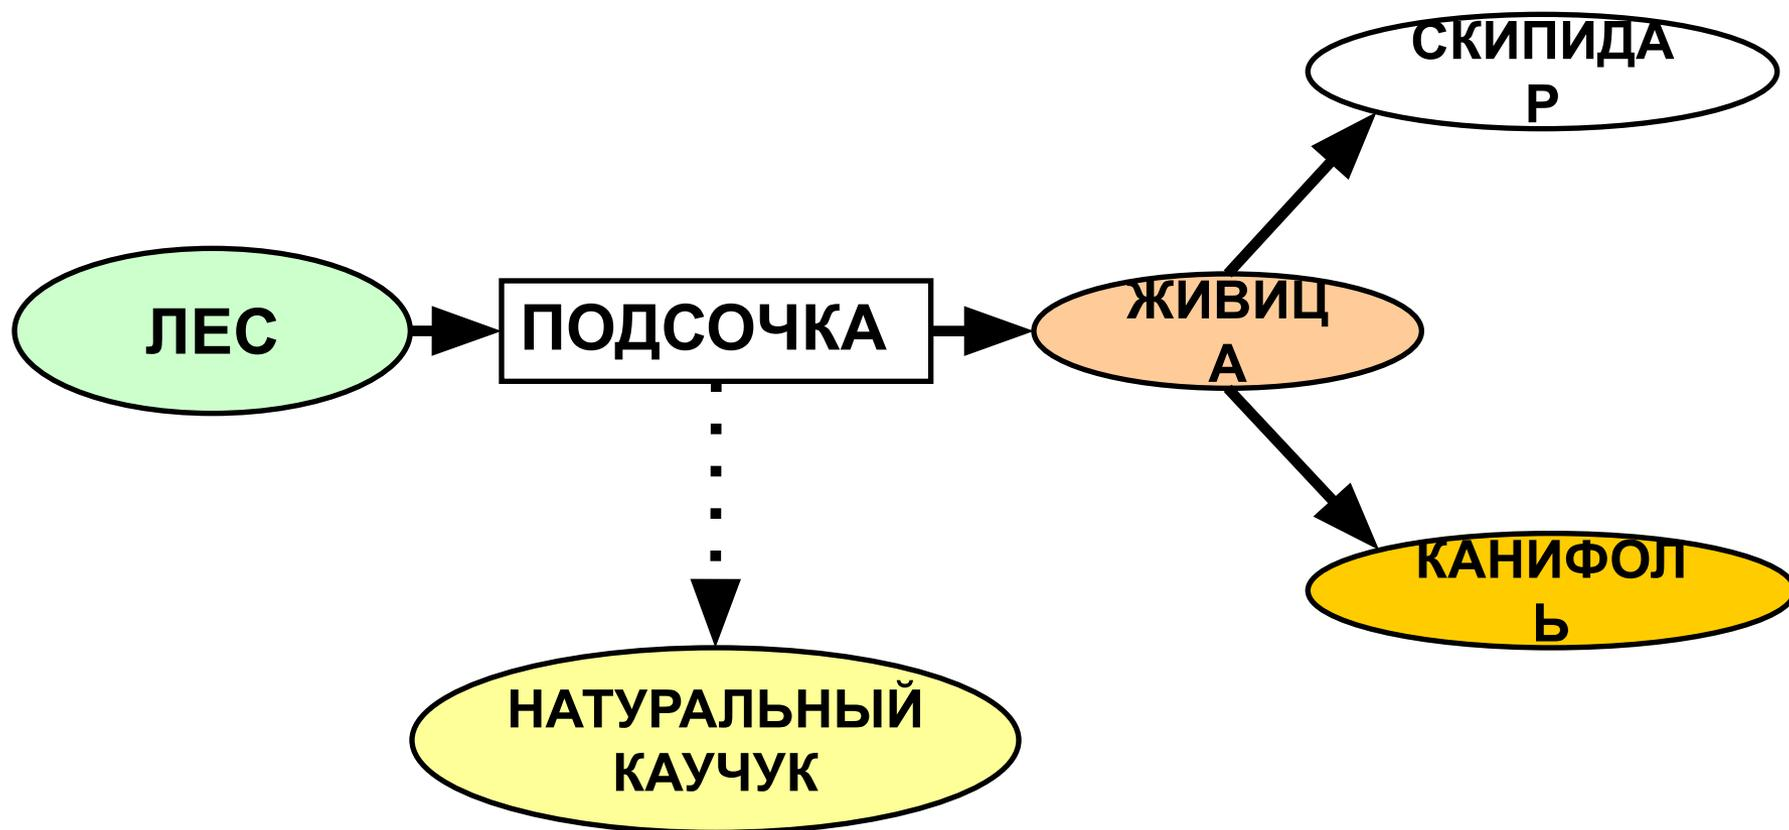 СКИПИДА
Р
ЛЕС
ПОДСОЧКА
ЖИВИЦ
А
КАНИФОЛ
Ь
НАТУРАЛЬНЫЙ
КАУЧУК